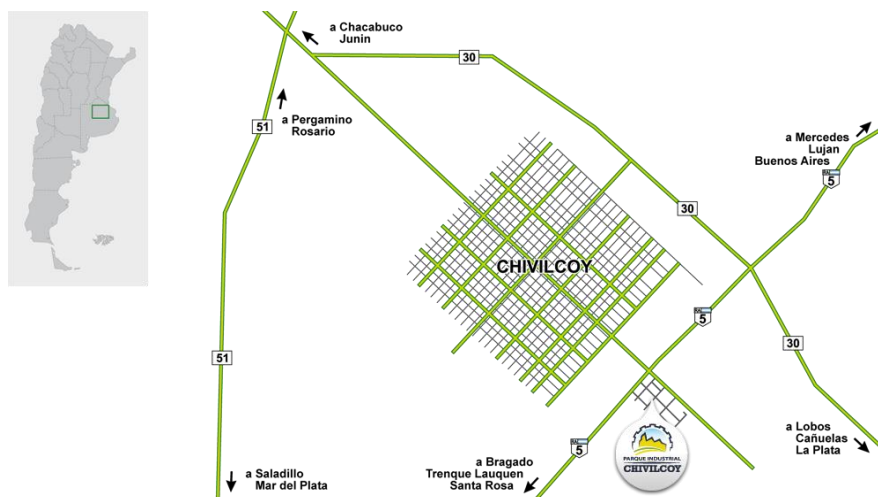 a Chacabuco
Junin
30
a Pergamino
Rosario
51
a Mercedes
Lujan
Buenos Aires
5
30
CHIVILCOY
5
30
51
PARQUE INDUSTRIAL
CHIVILCOY
a Lobos
Cañuelas
La Plata
5
a Bragado
Trenque Lauquen
Santa Rosa
a Saladillo
Mar del Plata